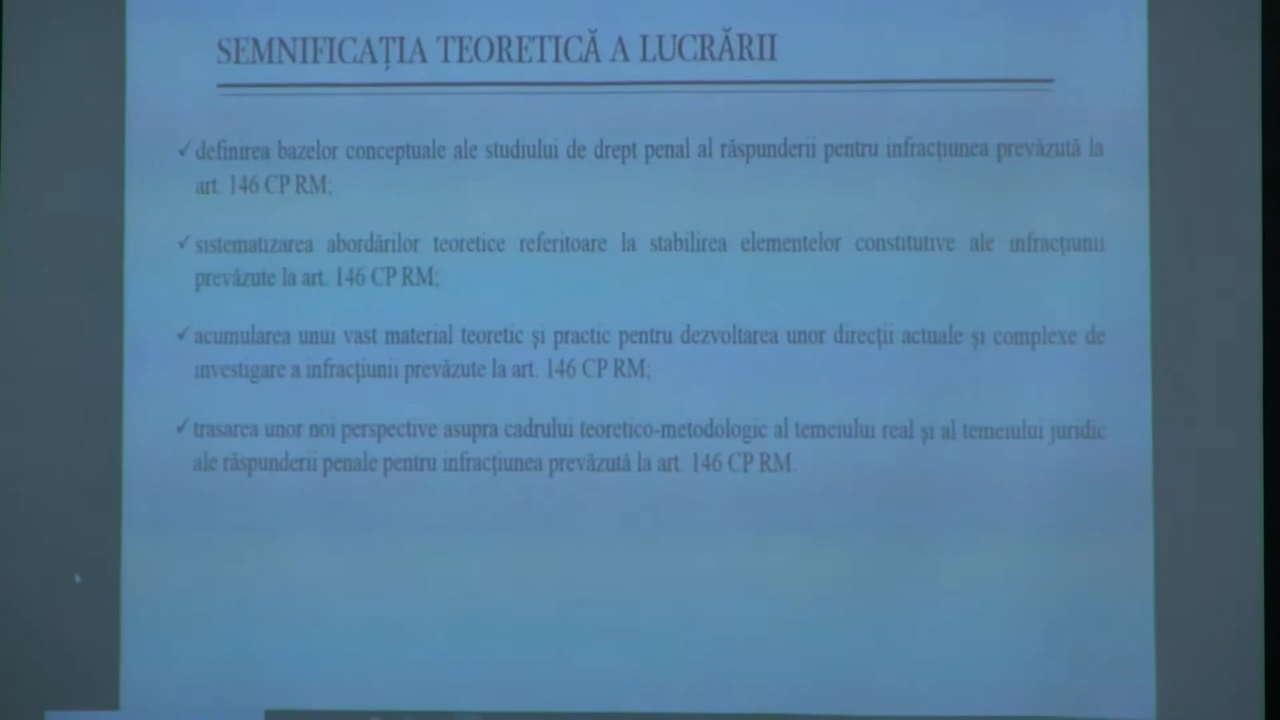 SEMNIFICAȚIA TEORETICĂ A LUCRĂRII
✓ definirea bazelor conceptuale ale studiului de drept penal al răspunderii pentru infracțiunea prevăzută la
art. 146 CP RM;
✓ sistematizarea abordărilor teoretice referitoare la stabilirea elementelor constitutive ale infracțiunii
prevăzute la art. 146 CP RM;
✓ acumularea unui vast material teoretic și practic pentru dezvoltarea unor direcții actuale și complexe de
investigare a infracțiunii prevăzute la art. 146 CP RM;
✓ trasarea unor noi perspective asupra cadrului teoretico-metodologic al temeiului real și al temeiului juridic
ale răspunderii penale pentru infracțiunea prevăzută la art. 146 CP RM.